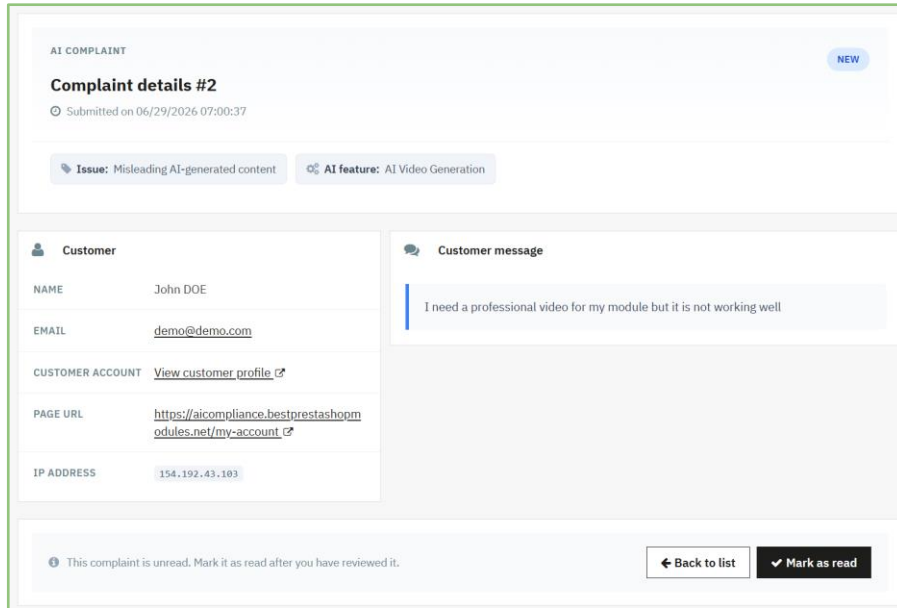 AI COMPLAINT
NEW
Complaint details #2
Submitted on 06/29/2026 07:00:37
Issue: Misleading AI-generated content
AI feature: AI Video Generation
Customer
NAME John DOE
EMAIL demo@demo.com
CUSTOMER ACCOUNT View customer profile
PAGE URL https://aicompliance.bestprestashopm
odules.net/my-account
IP ADDRESS 154.192.43.103
Customer message
I need a professional video for my module but it is not working well
This complaint is unread. Mark it as read after you have reviewed it.
Back to list
Mark as read